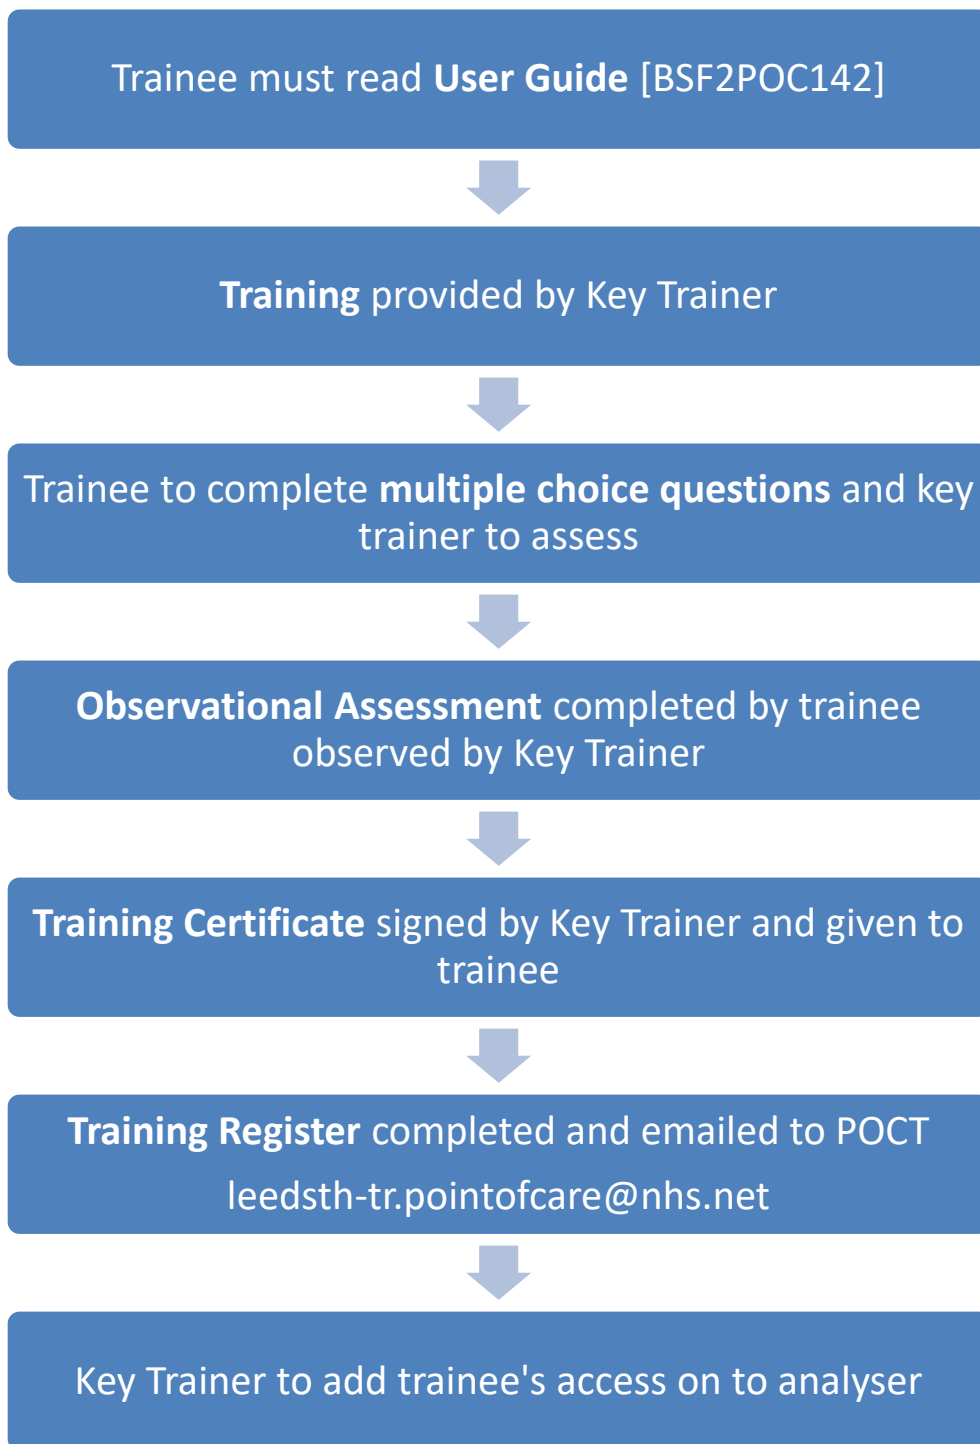 Trainee must read User Guide [BSF2POC142]
Training provided by Key Trainer
Trainee to complete multiple choice questions and key
trainer to assess
Observational Assessment completed by trainee
observed by Key Trainer
Training Certificate signed by Key Trainer and given to
trainee
Training Register completed and emailed to POCT
leedsth-tr.pointofcare@nhs.net
Key Trainer to add trainee's access on to analyser